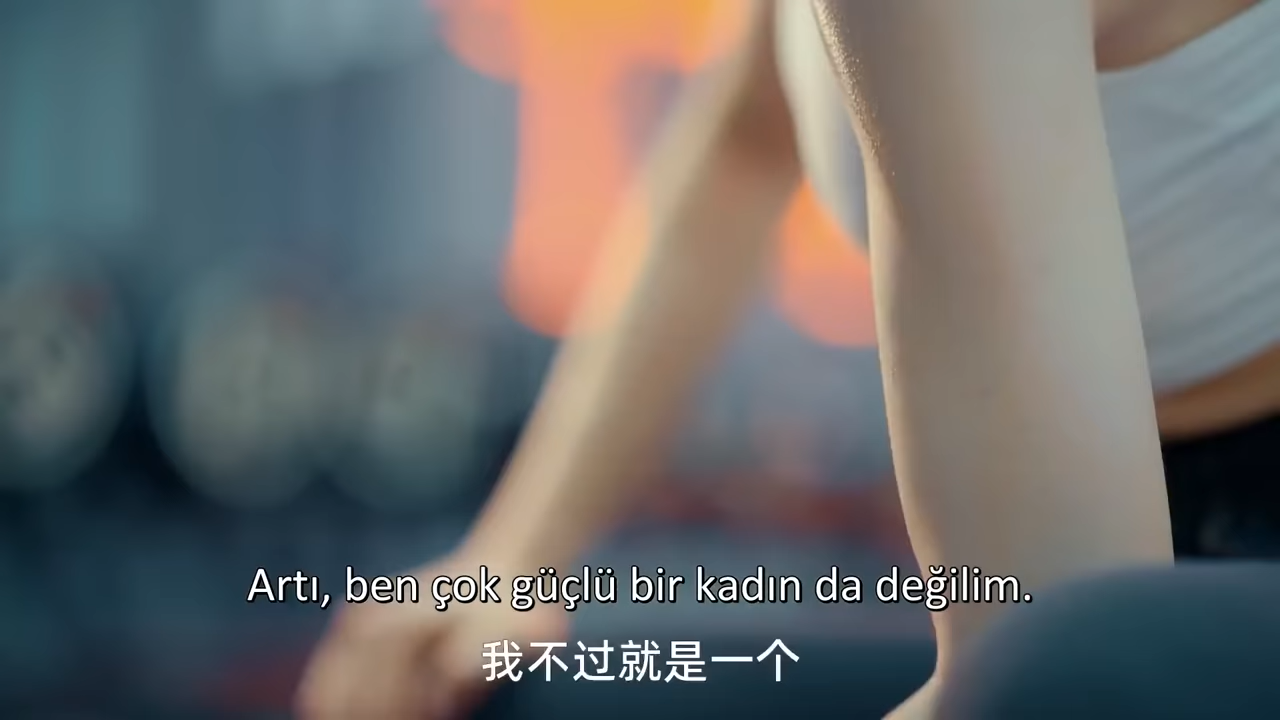 Artı, ben çok güçlü bir kadın da değilim.
我不过就是一个